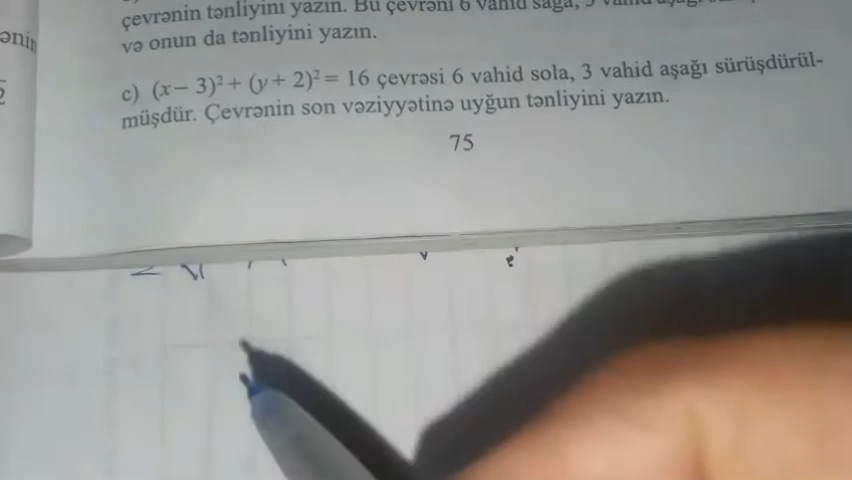 çevrənin tənliyini yazın. Bu çevrəni 6 vahid sağa,
və onun da tənliyini yazın.
c) (x− 3)² + (y + 2)² = 16 çevrəsi 6 vahid sola, 3 vahid aşağı sürüşdürül-
müşdür. Çevrənin son vəziyyətinə uyğun tənliyini yazın.
75